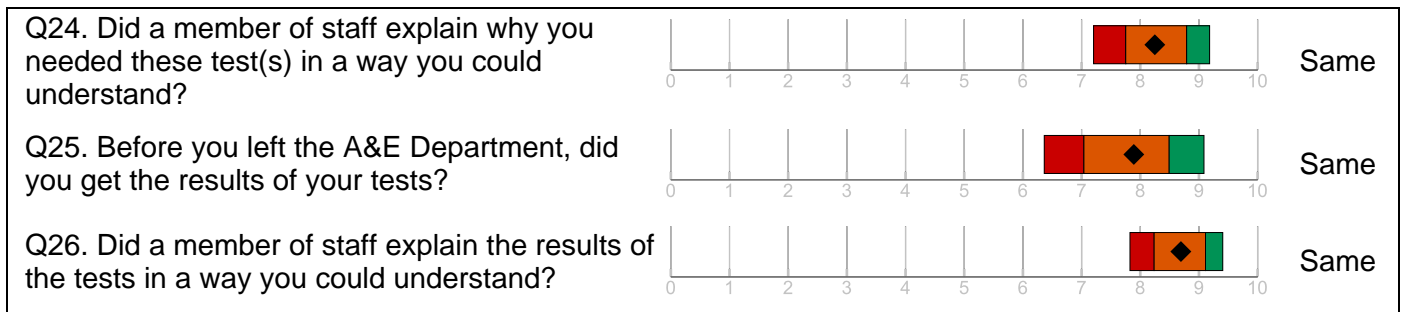 Q24. Did a member of staff explain why you
needed these test(s) in a way you could
understand?
0 1 2 3 4 5 6 7 8 9 10
Same
Q25. Before you left the A&E Department, did
you get the results of your tests?
0 1 2 3 4 5 6 7 8 9 10
Same
Q26. Did a member of staff explain the results of
the tests in a way you could understand?
0 1 2 3 4 5 6 7 8 9 10
Same